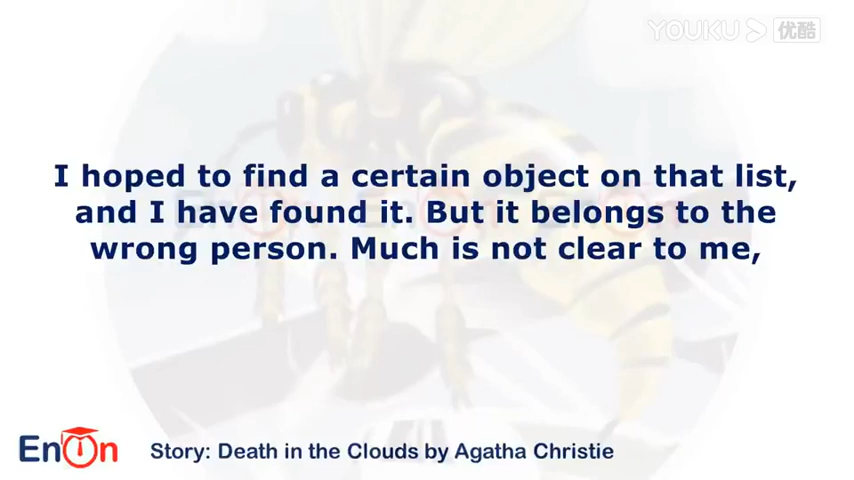 YOUKU 优酷
I hoped to find a certain object on that list,
and I have found it. But it belongs to the
wrong person. Much is not clear to me,
EnOn
Story: Death in the Clouds by Agatha Christie